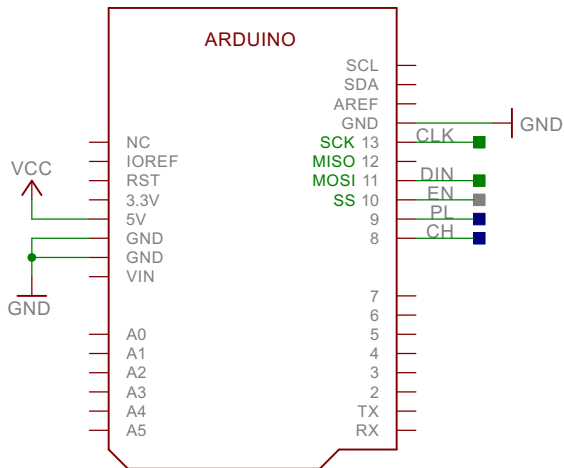 ARDUINO
SCL
SDA
AREF
GND
GND
NC
SCK 13
CLK
IOREF
MISO 12
VCC
RST
MOSI 11
DIN
3.3V
SS 10
EN
5V
9
PL
GND
8
CH
GND
VIN
GND
7
6
A0
5
A1
4
A2
3
A3
2
A4
TX
A5
RX